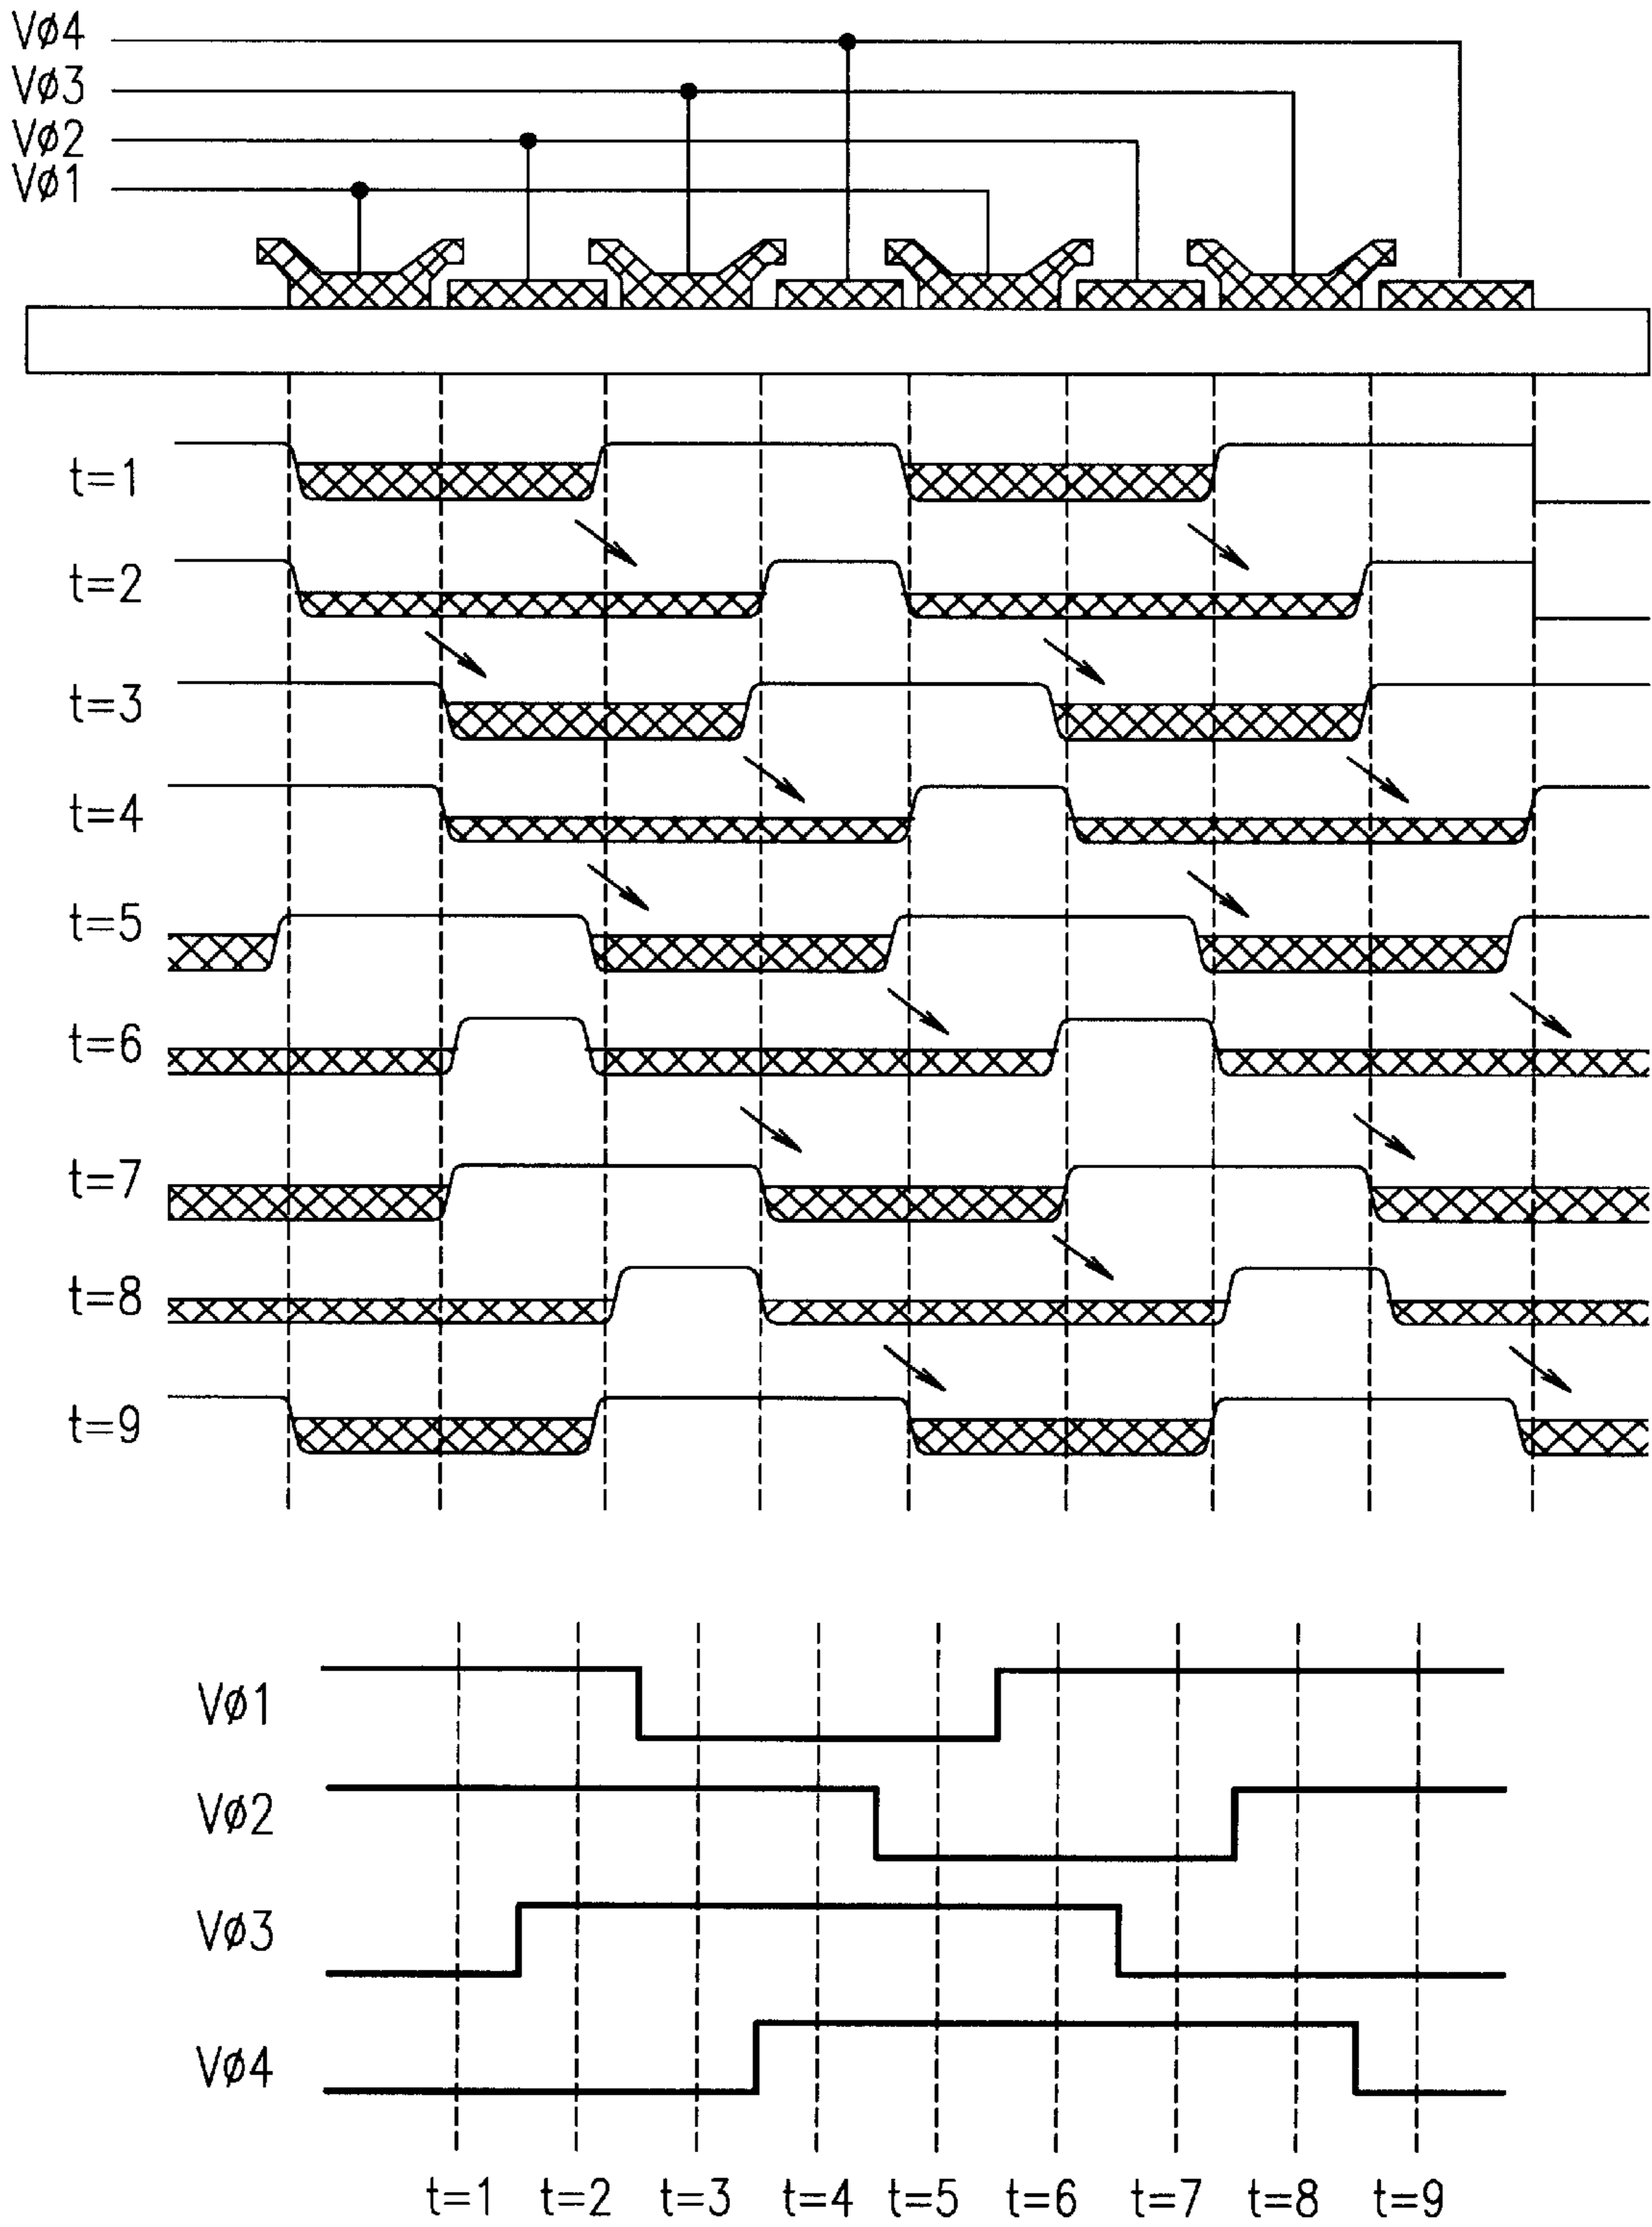 Vø4
Vø3
Vø2
Vø1
t=1
t=2
t=3
t=4
t=5
t=6
t=7
t=8
t=9
Vø1
Vø2
Vø3
Vø4
t=1 t=2 t=3 t=4 t=5 t=6 t=7 t=8 t=9